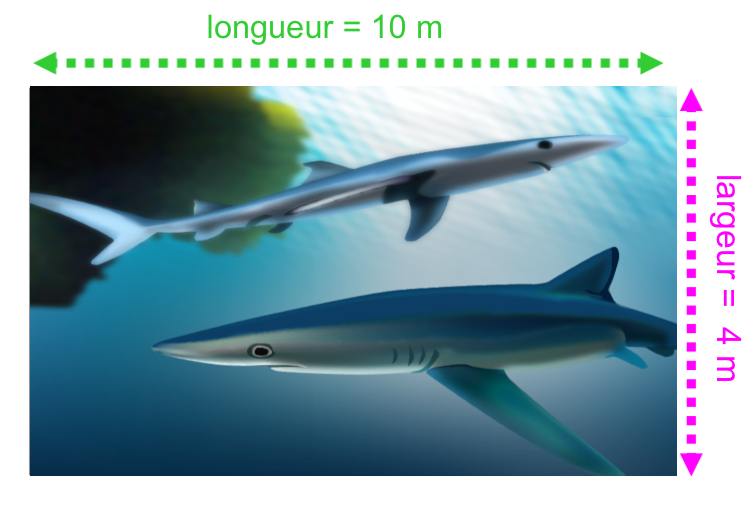 longueur = 10 m
largeur = 4 m